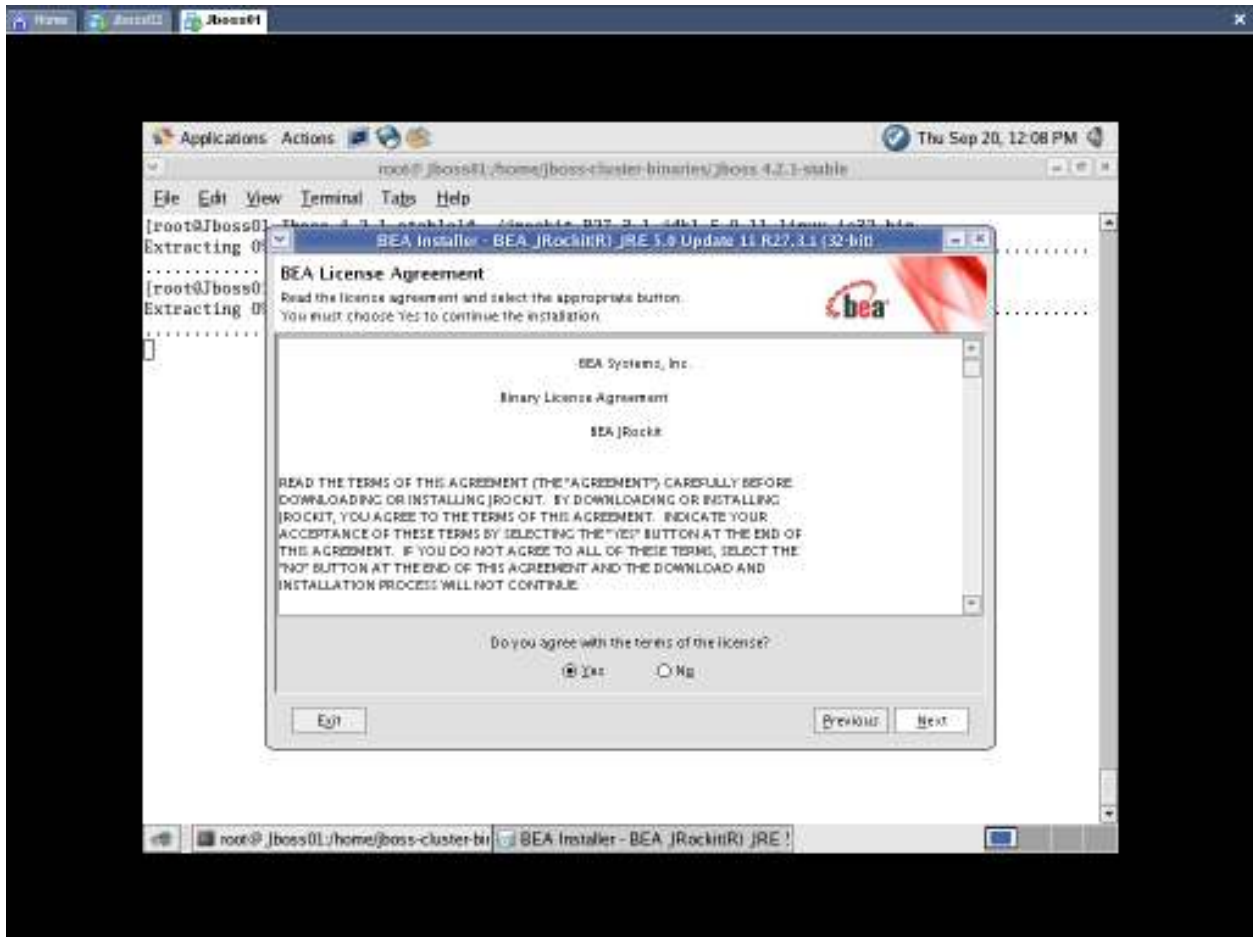 Home
Jboss01
Applications Actions
Thu Sep 20, 12:08 PM
root@ Jboss01:/home/jboss-cluster-binaries/Jboss 4.2.1-stable
File Edit View Terminal Tabs Help
[root@Jboss01
Extracting 0%
BEA Installer - BEA JRockit(R) JRE 5.0 Update 11 R27.3.1 (32-bit)
[root@Jboss0
Extracting 0%
BEA License Agreement
Read the license agreement and select the appropriate button.
You must choose Yes to continue the installation.
bea
BEA Systems, Inc.
Binary License Agreement
BEA JRockit
READ THE TERMS OF THIS AGREEMENT (THE "AGREEMENT") CAREFULLY BEFORE
DOWNLOADING OR INSTALLING JROCKIT. BY DOWNLOADING OR INSTALLING
JROCKIT, YOU AGREE TO THE TERMS OF THIS AGREEMENT. INDICATE YOUR
ACCEPTANCE OF THESE TERMS BY SELECTING THE "YES" BUTTON AT THE END OF
THIS AGREEMENT. IF YOU DO NOT AGREE TO ALL OF THESE TERMS, SELECT THE
"NO" BUTTON AT THE END OF THIS AGREEMENT AND THE DOWNLOAD AND
INSTALLATION PROCESS WILL NOT CONTINUE.
Do you agree with the terms of the license?
Yes No
Exit Previous Next
root@ Jboss01:/home/jboss-cluster-bin BEA Installer - BEA JRockit(R) JRE 5